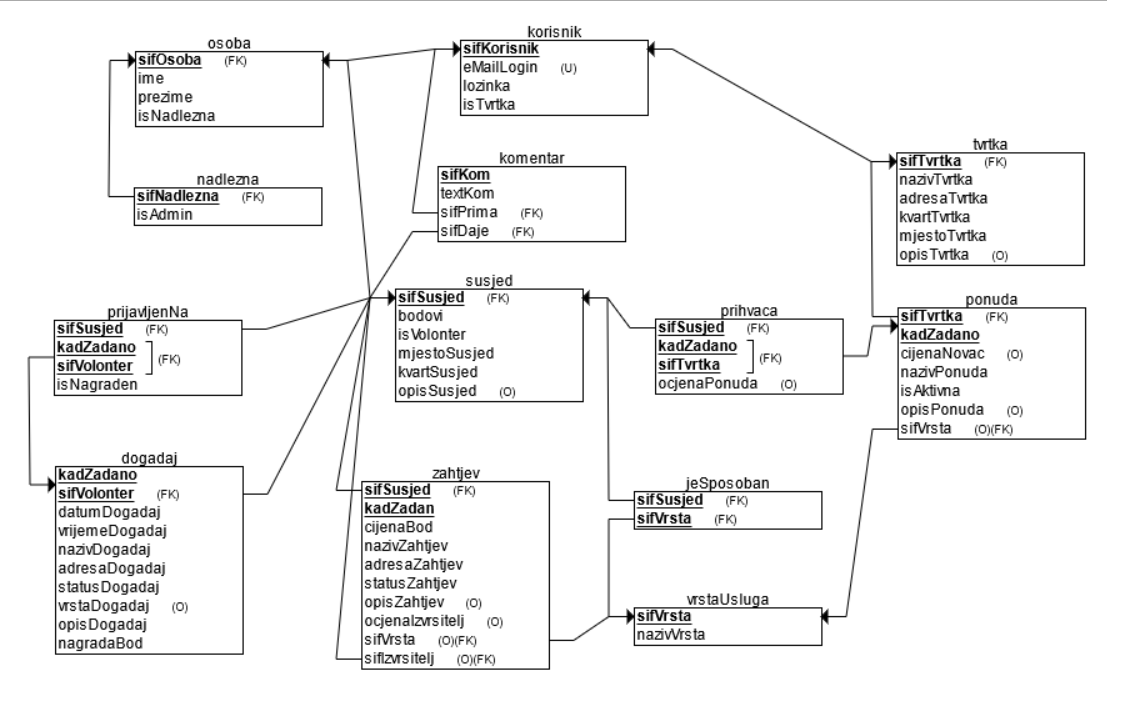 osoba
sifOsoba (FK)
ime
prezime
isNadlezna
korisnik
sifKorisnik
eMailLogin (U)
lozinka
isTvrtka
tvrtka
sifTvrtka (FK)
nazivTvrtka
adresaTvrtka
kvartTvrtka
mjestoTvrtka
opisTvrtka (O)
nadlezna
sifNadlezna (FK)
isAdmin
komentar
sifKom
textKom
sifPrima (FK)
sifDaje (FK)
susjed
sifSusjed (FK)
bodovi
isVolonter
mjestoSusjed
kvartSusjed
opisSusjed (O)
prijavljenNa
sifSusjed (FK)
kadZadano
sifVolonter (FK)
isNagraden
prihvaca
sifSusjed (FK)
kadZadano
sifTvrtka (FK)
ocjenaPonuda (O)
ponuda
sifTvrtka (FK)
kadZadano
cijenaNovac (O)
nazivPonuda
isAktivna
opisPonuda (O)
sifVrsta (O)(FK)
dogadaj
kadZadano
sifVolonter (FK)
datumDogadaj
vrijemeDogadaj
nazivDogadaj
adresaDogadaj
statusDogadaj
vrstaDogadaj (O)
opisDogadaj
nagradaBod
zahtjev
sifSusjed (FK)
kadZadan
cijenaBod
nazivZahtjev
adresaZahtjev
statusZahtjev
opisZahtjev (O)
ocjenaIzvrsitelj (O)
sifVrsta (O)(FK)
sifIzvrsitelj (O)(FK)
jeSposoban
sifSusjed (FK)
sifVrsta (FK)
vrstaUsluga
sifVrsta
nazivVrsta